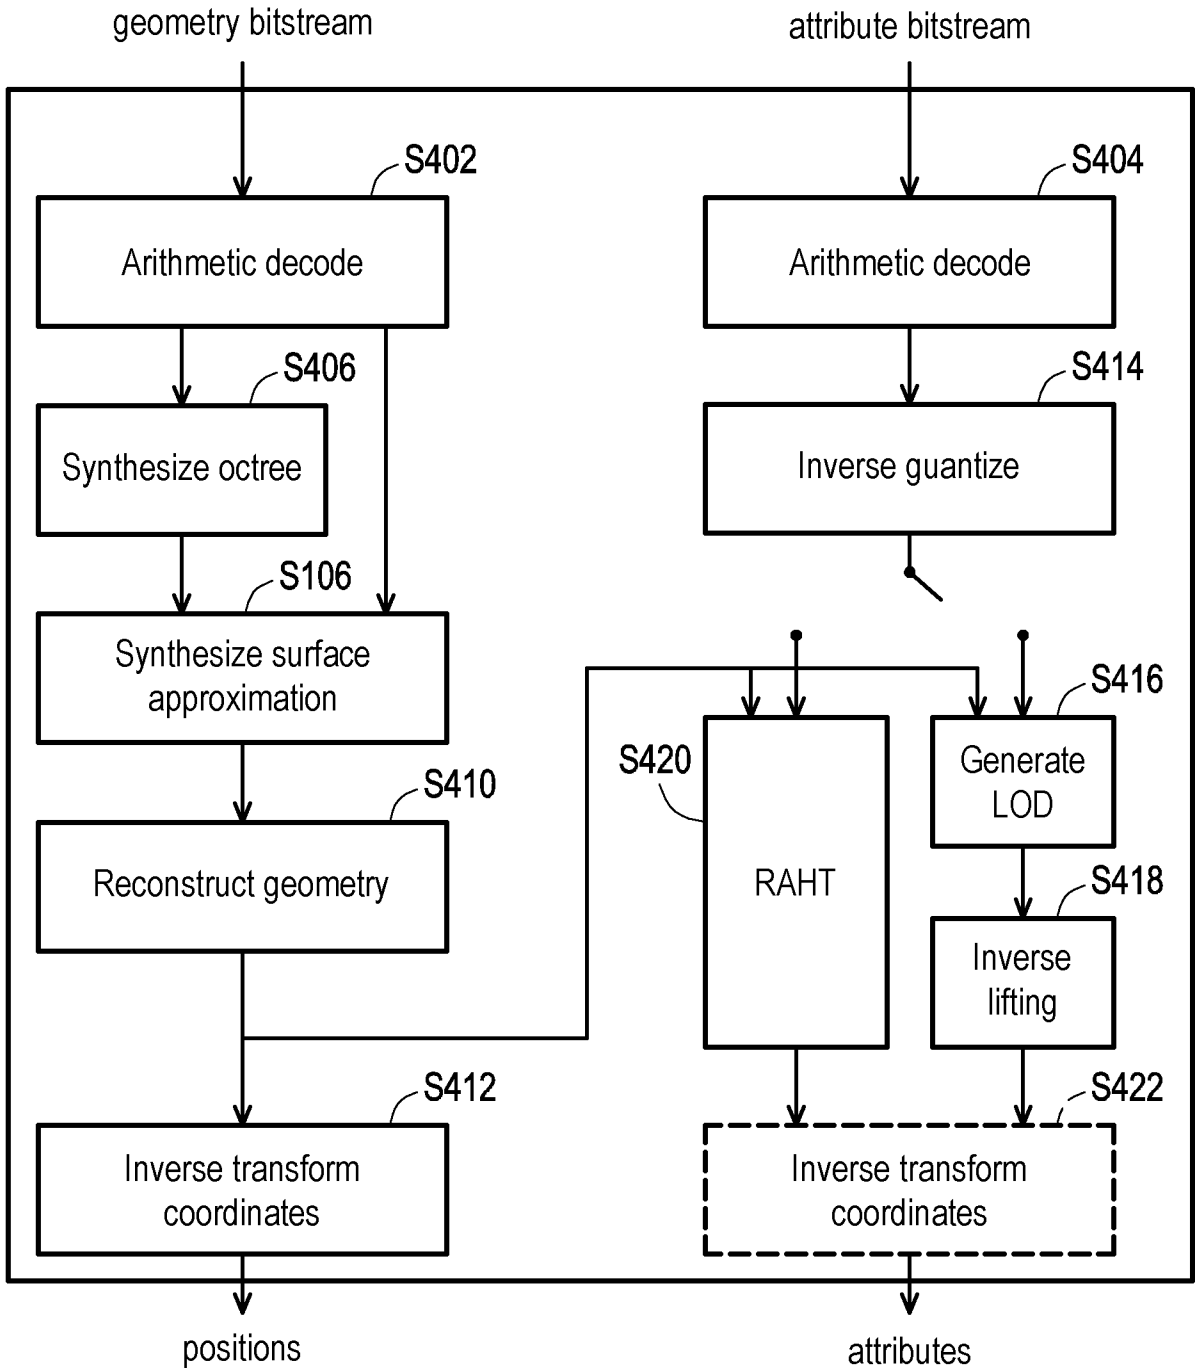 geometry bitstream
attribute bitstream
S402
S404
Arithmetic decode
Arithmetic decode
S406
S414
Synthesize octree
Inverse guantize
S106
Synthesize surface
approximation
S416
S420
Generate
LOD
S410
Reconstruct geometry
RAHT
S418
Inverse
lifting
S412
S422
Inverse transform
coordinates
Inverse transform
coordinates
positions
attributes